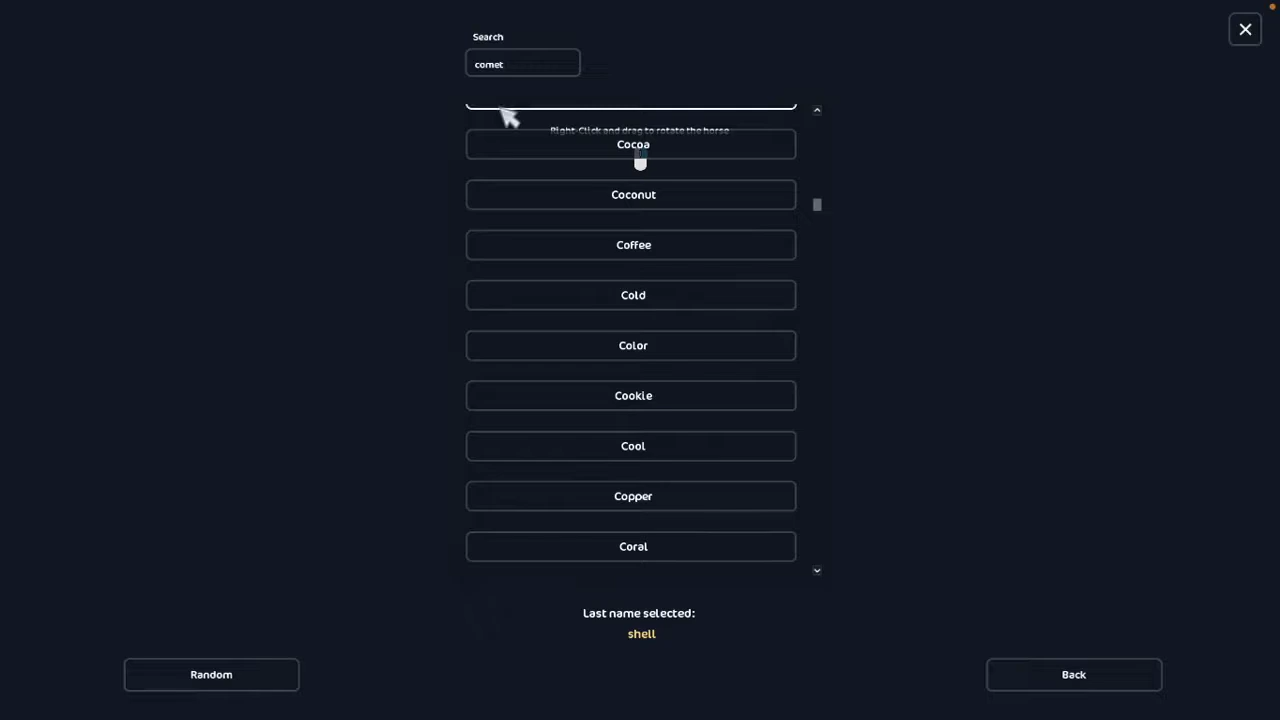 Search
comet
Right-Click and drag to rotate the horse
Cocoa
Coconut
Coffee
Cold
Color
Cookie
Cool
Copper
Coral
Last name selected:
shell
Random
Back